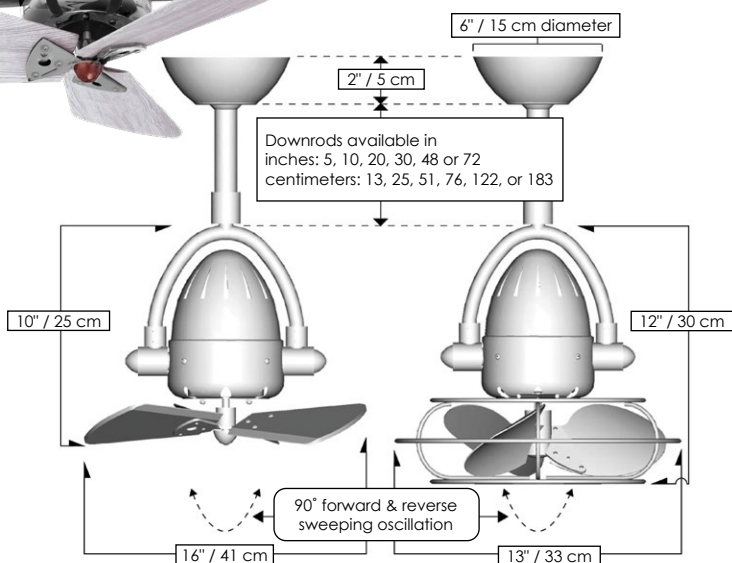 6" / 15 cm diameter
2" / 5 cm
Downrods available in
inches: 5, 10, 20, 30, 48 or 72
centimeters: 13, 25, 51, 76, 122, or 183
10" / 25 cm
12" / 30 cm
90˚ forward & reverse
sweeping oscillation
16" / 41 cm
13" / 33 cm